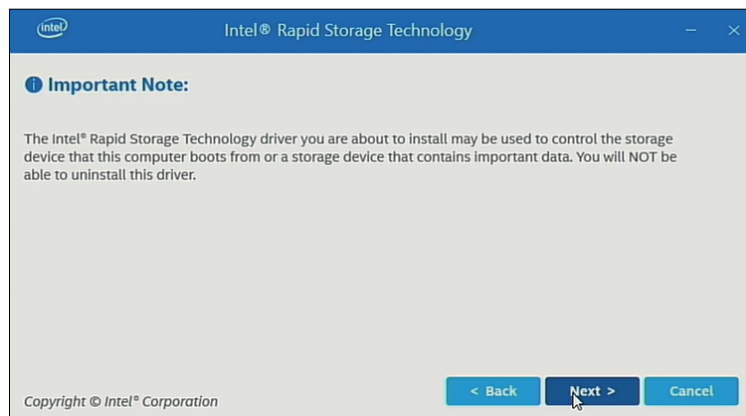 intel
Intel® Rapid Storage Technology
Important Note:
The Intel® Rapid Storage Technology driver you are about to install may be used to control the storage
device that this computer boots from or a storage device that contains important data. You will NOT be
able to uninstall this driver.
< Back
Next >
Cancel
Copyright © Intel® Corporation